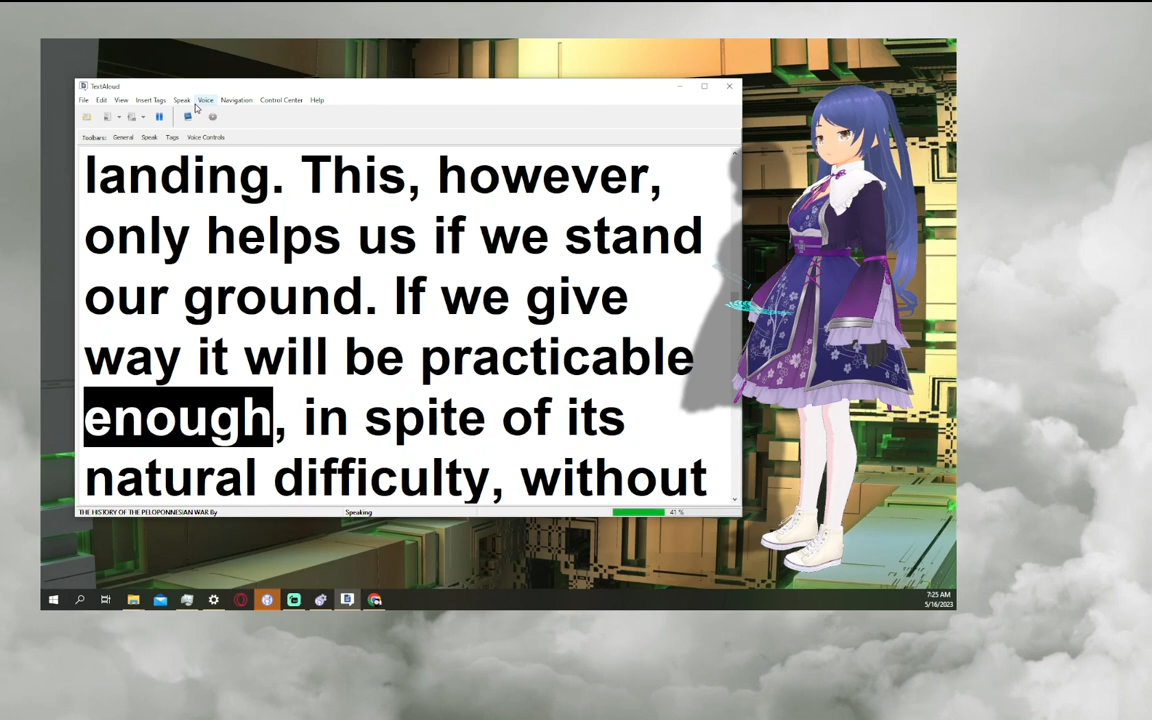 TextAloud
File Edit View Insert Tags Speak Voice Navigation Control Center Help
Toolbars: General Speak Tags Voice Controls
landing. This, however,
only helps us if we stand
our ground. If we give
way it will be practicable
enough, in spite of its
natural difficulty, without
THE HISTORY OF THE PELOPONNESIAN WAR By Speaking 41 %
7:25 AM
5/16/2023